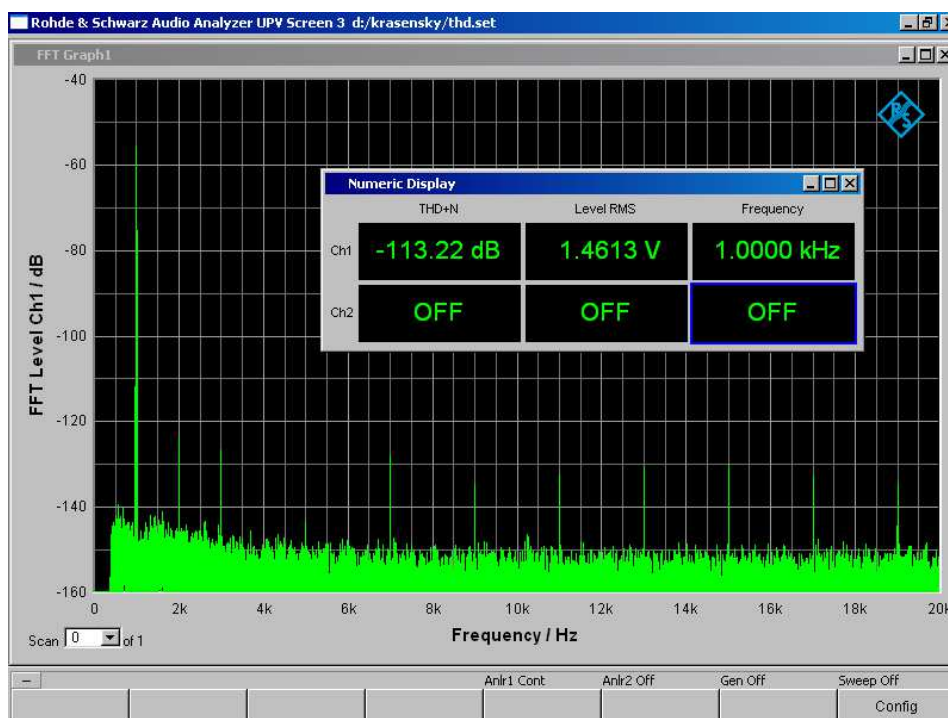 Rohde & Schwarz Audio Analyzer UPV Screen 3 d:/krasensky/thd.set
FFT Graph1
FFT Level Ch1 / dB
-40
-60
-80
-100
-120
-140
-160
R S
Numeric Display
THD+N Level RMS Frequency
Ch1 -113.22 dB 1.4613 V 1.0000 kHz
Ch2 OFF OFF OFF
0 2k 4k 6k 8k 10k 12k 14k 16k 18k 20k
Frequency / Hz
Scan 0 of 1
Anlr1 Cont Anlr2 Off Gen Off Sweep Off
Config